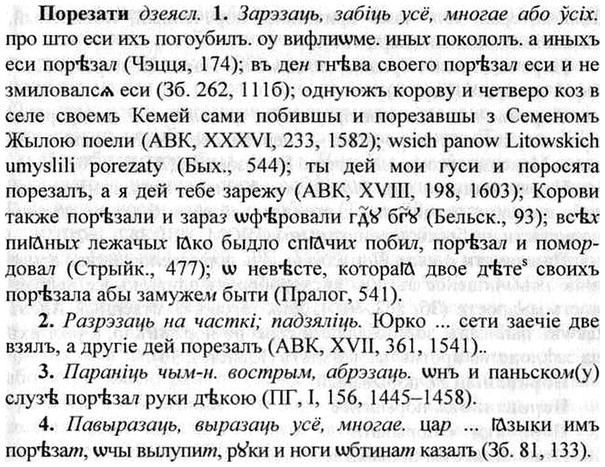 Порезати дзеясл. 1. Зарэзаць, забіць усё, многае або ўсіх.
про што еси ихъ погоубилъ. оу вифлиѡме. иных покололъ. а иныхъ
еси порѣзал (Чэцця, 174); въ ден гнѣва своего порѣзал еси и не
змиловалсѧ еси (Зб. 262, 111б); однуюжъ корову и четверо коз в
селе своемъ Кемей сами побившы и порезавшы з Семеномъ
Жылою поели (АВК, XXXVI, 233, 1582); wsich panow Litowskich
umyslili porezaty (Бых., 544); ты дей мои гуси и поросята
порезалъ, а я дей тебе зарежу (АВК, XVIII, 198, 1603); Корови
также порѣзали и зараз ѡфѣровали гд҃ꙋ бг҃ꙋ (Бельск., 93); всѣх
пиꙗных лежачых ꙗко быдло спꙗчих побил, порѣзал и помор-
довал (Стрыйк., 477); ѡ невѣсте, котораꙗ двое дѣтеѕ своихъ
порѣзала абы замужем быти (Пралог, 541).
2. Разрэзаць на часткі; падзяліць. Юрко ... сети заечіе две
взялъ, а другіе дей порезалъ (АВК, XVII, 361, 1541).
3. Параніць чым-н. вострым, абрэзаць. ѡнъ и паньском(у)
слузѣ порѣзал руки дѣкою (ПГ, I, 156, 1445–1458).
4. Павыразаць, выразаць усё, многае. цар ... ꙗзыки имъ
порѣзат, ѡчы вылупит, рꙋки и ноги ѡбтинат казалъ (Зб. 81, 133).